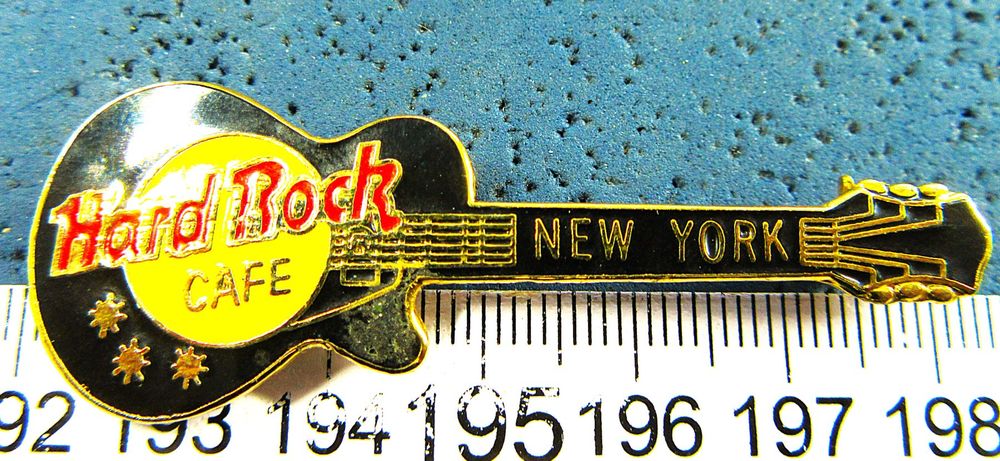 Hard Rock
CAFE
NEW YORK
92 193 194 195 196 197 198